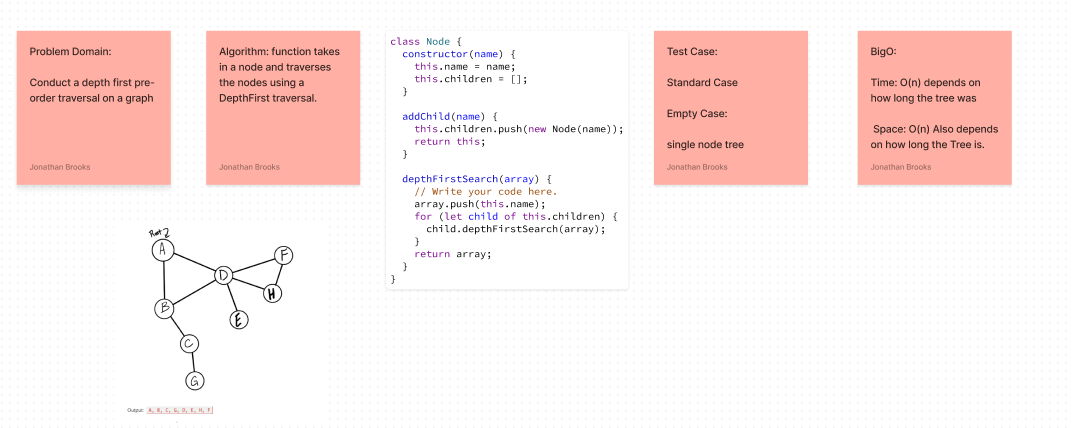 Problem Domain:
Conduct a depth first pre-
order traversal on a graph
Jonathan Brooks
Algorithm: function takes
in a node and traverses
the nodes using a
DepthFirst traversal.
Jonathan Brooks
class Node {
constructor(name) {
this.name = name;
this.children = [];
}
addChild(name) {
this.children.push(new Node(name));
return this;
}
depthFirstSearch(array) {
// Write your code here.
array.push(this.name);
for (let child of this.children) {
child.depthFirstSearch(array);
}
return array;
}
}
Test Case:
Standard Case
Empty Case:
single node tree
Jonathan Brooks
BigO:
Time: O(n) depends on
how long the tree was
Space: O(n) Also depends
on how long the Tree is.
Jonathan Brooks
A
F
D
H
B
E
C
G
Output: A, B, C, G, D, E, H, F